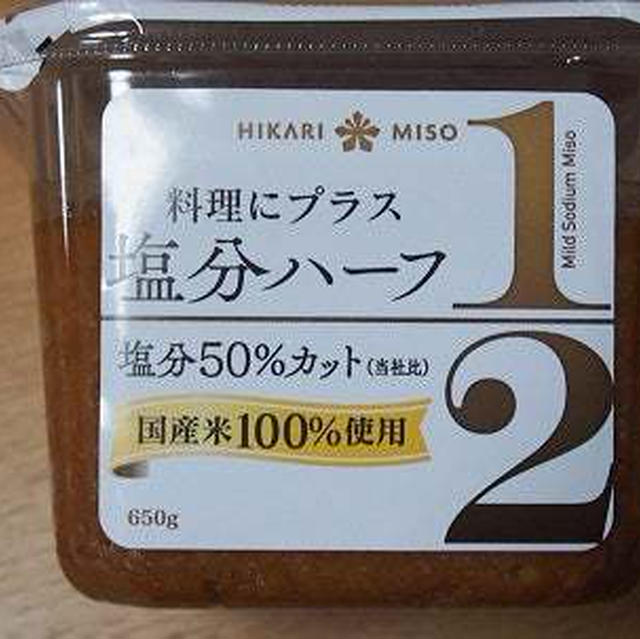 HIKARI MISO
Mild Sodium Miso
料理にプラス
塩分ハーフ
1
2
塩分50%カット(当社比)
国産米100%使用
650g